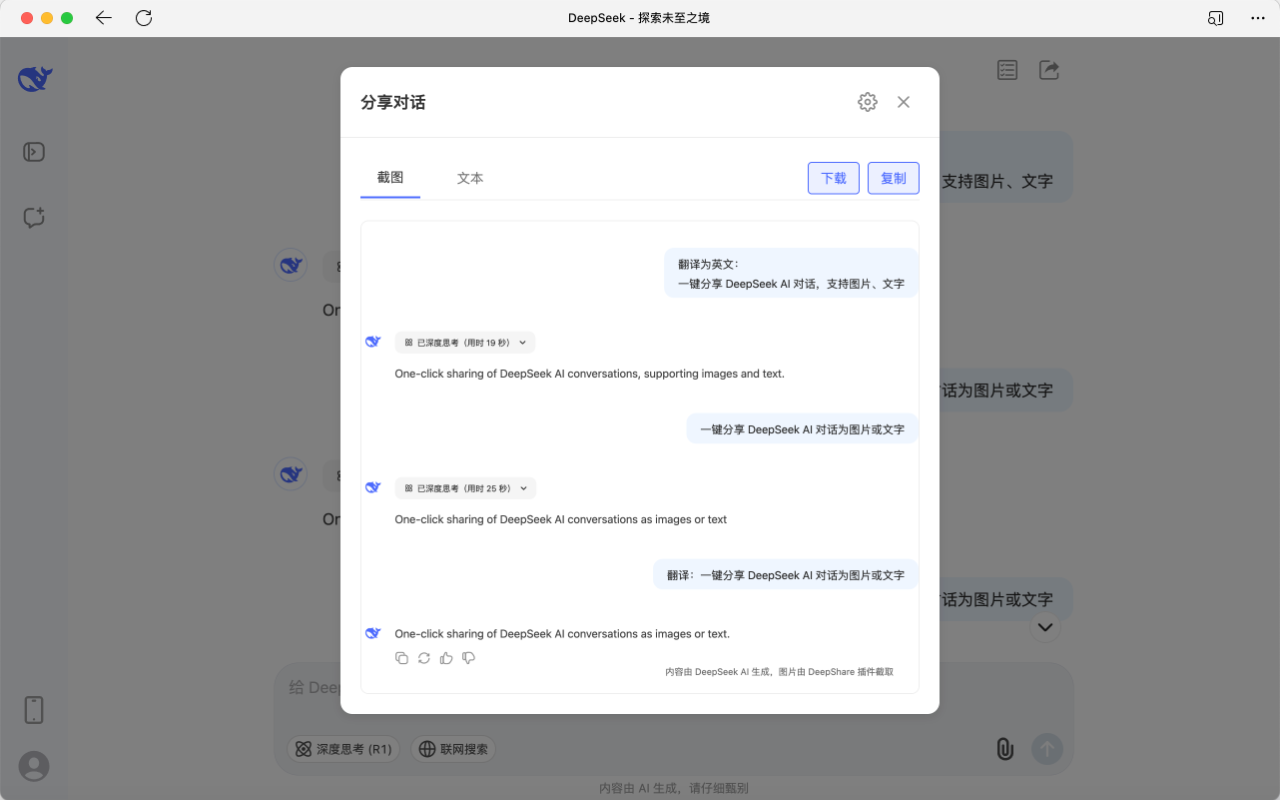 DeepSeek - 探索未至之境
分享对话
截图
文本
下载
复制
支持图片、文字
翻译为英文：
一键分享 DeepSeek AI 对话，支持图片、文字
已深度思考（用时 19 秒）
Or
One-click sharing of DeepSeek AI conversations, supporting images and text.
话为图片或文字
一键分享 DeepSeek AI 对话为图片或文字
已深度思考（用时 25 秒）
Or
One-click sharing of DeepSeek AI conversations as images or text
翻译：一键分享 DeepSeek AI 对话为图片或文字
话为图片或文字
One-click sharing of DeepSeek AI conversations as images or text.
内容由 DeepSeek AI 生成，图片由 DeepShare 插件截取
给 Deep
深度思考 (R1)
联网搜索
内容由 AI 生成，请仔细甄别